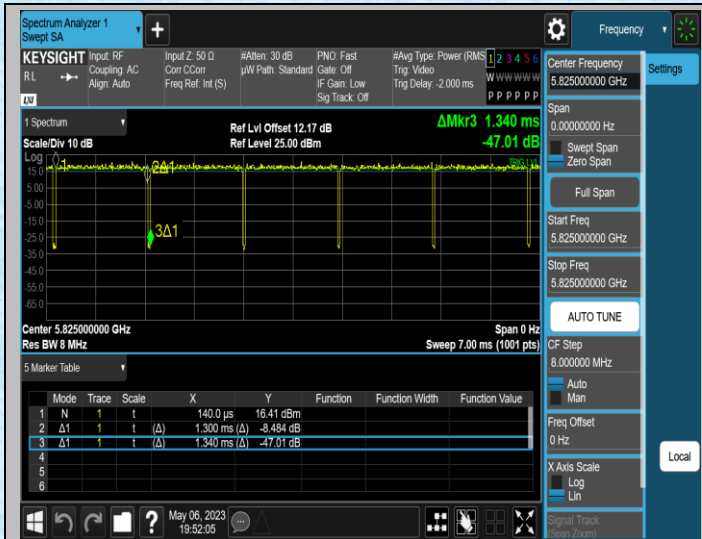 Spectrum Analyzer 1
Swept SA
+
Frequency
KEYSIGHT Input: RF Input Z: 50 Ω #Atten: 30 dB PNO: Fast #Avg Type: Power (RMS 1 2 3 4 5 6
RL Coupling: AC Corr CCorr µW Path: Standard Gate: Off Trig: Video W W W W W W
Align: Auto Freq Ref: Int (S) IF Gain: Low Trig Delay: -2.000 ms P P P P P P
LXI Sig Track: Off
1 Spectrum
Scale/Div 10 dB
Ref Lvl Offset 12.17 dB
Ref Level 25.00 dBm
ΔMkr3 1.340 ms
-47.01 dB
Log
TRIG LVL
1
2Δ1
3Δ1
15.0
5.00
-5.00
-15.0
-25.0
-35.0
-45.0
-55.0
-65.0
Center 5.825000000 GHz
Span 0 Hz
Res BW 8 MHz
Sweep 7.00 ms (1001 pts)
5 Marker Table
Mode Trace Scale X Y Function Function Width Function Value
1 N 1 t 140.0 µs 16.41 dBm
2 Δ1 1 t (Δ) 1.300 ms (Δ) -8.484 dB
3 Δ1 1 t (Δ) 1.340 ms (Δ) -47.01 dB
4
5
6
May 06, 2023
19:52:05
?
Center Frequency
5.825000000 GHz
Settings
Span
0.00000000 Hz
Swept Span
Zero Span
Full Span
Start Freq
5.825000000 GHz
Stop Freq
5.825000000 GHz
AUTO TUNE
CF Step
8.000000 MHz
Auto
Man
Freq Offset
0 Hz
Local
X Axis Scale
Log
Lin
Signal Track
(Span Zoom)